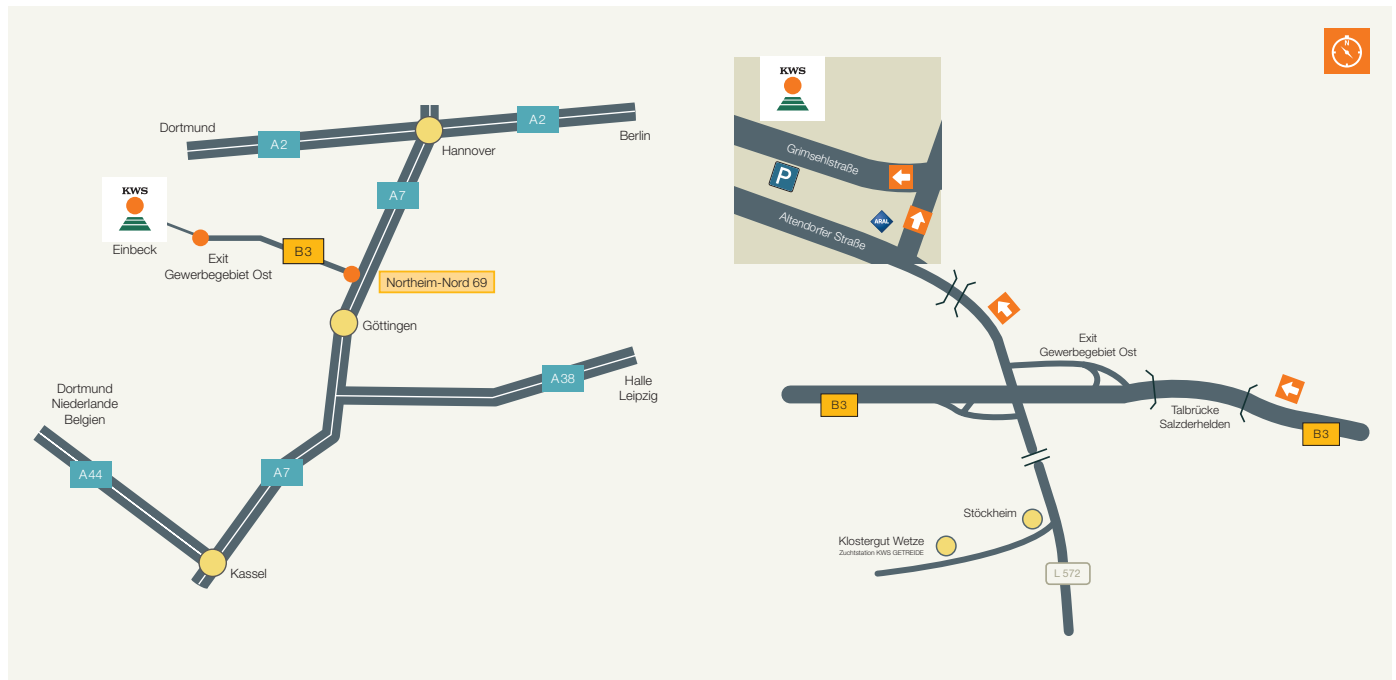 Dortmund
A2
A2
Hannover
Berlin
A7
KWS
Einbeck
Exit
Gewerbegebiet Ost
B3
Northeim-Nord 69
Göttingen
A38
Halle
Leipzig
Dortmund
Niederlande
Belgien
A44
A7
Kassel
KWS
Grimsehlstraße
P
ARAL
Altendorfer Straße
N
Exit
Gewerbegebiet Ost
B3
Talbrücke
Salzderhelden
B3
Stöckheim
Klostergut Wetze
Zuchtstation KWS GETREIDE
L 572